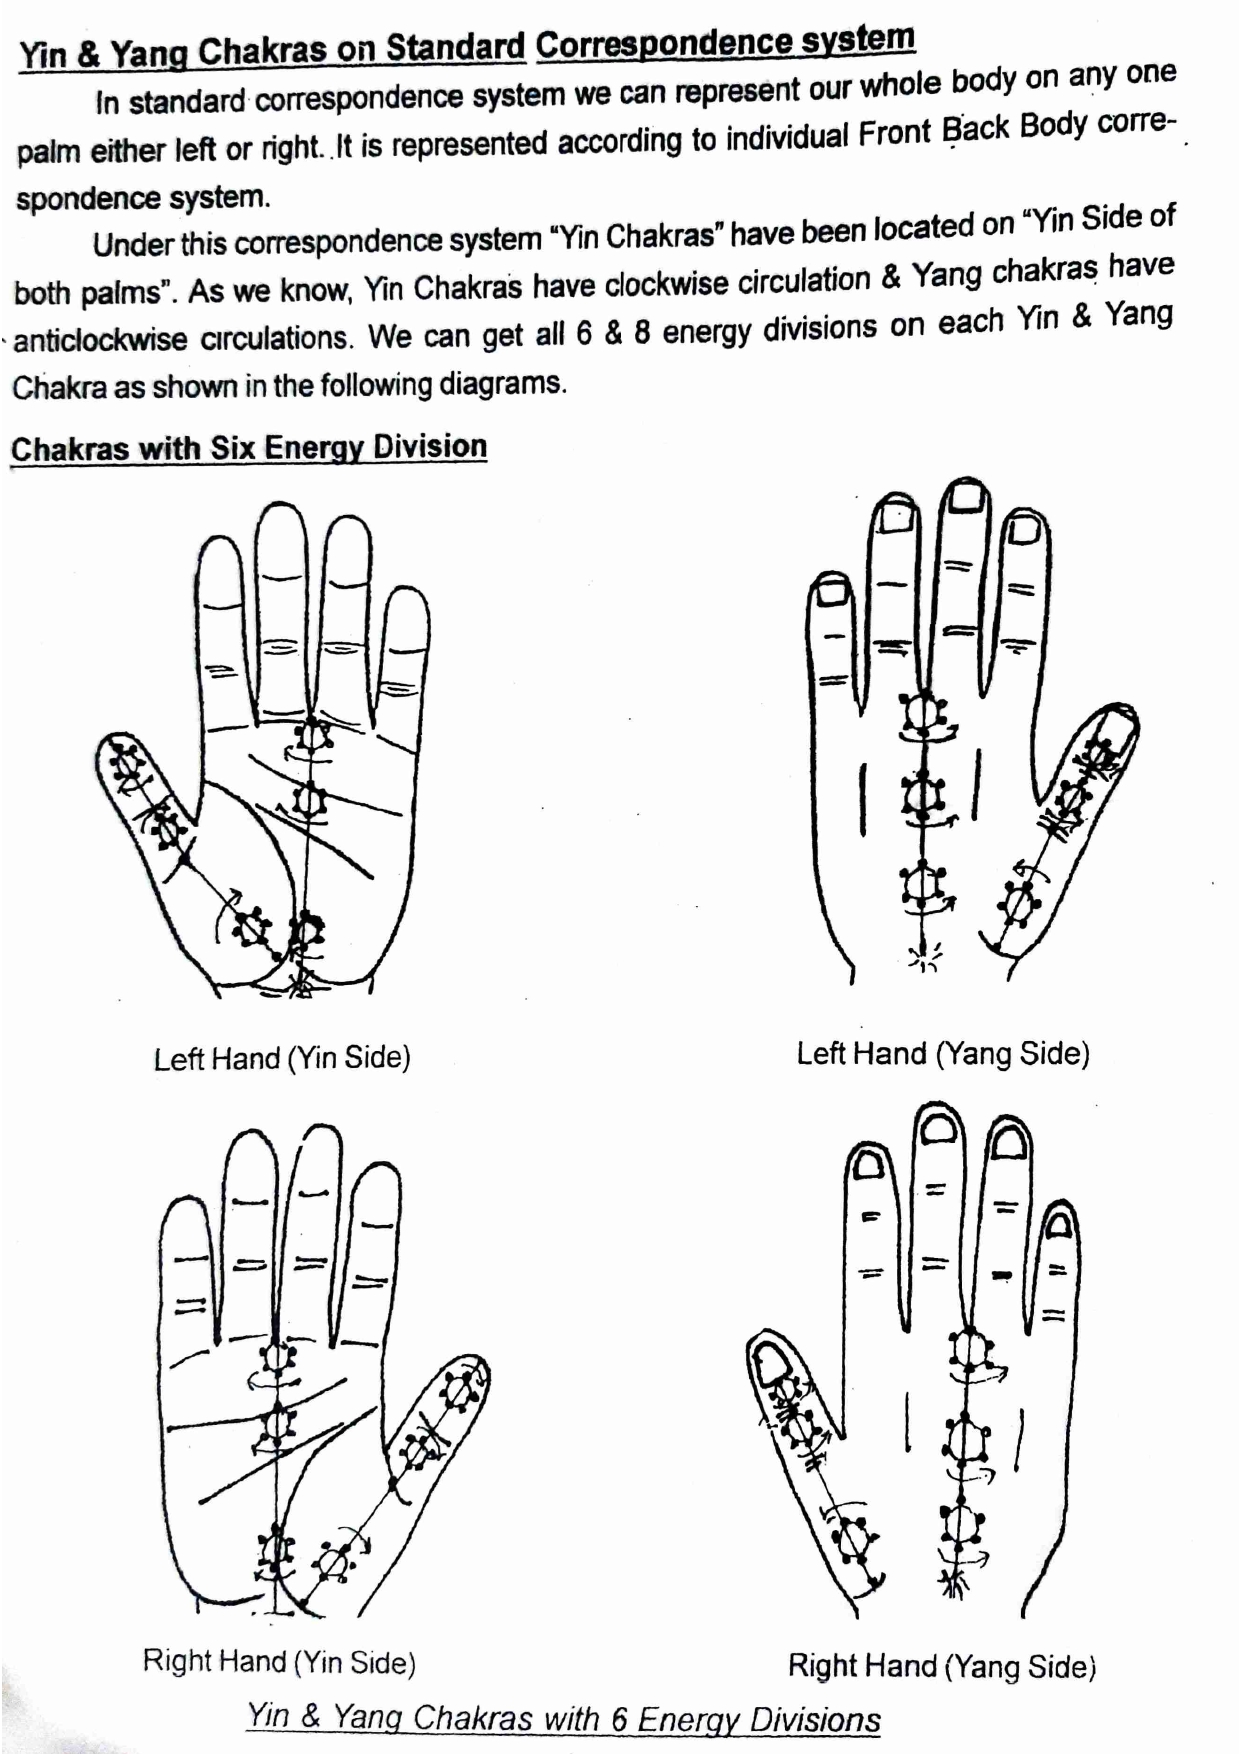 Yin & Yang Chakras on Standard Correspondence system
In standard correspondence system we can represent our whole body on any one
palm either left or right. It is represented according to individual Front Back Body corre-
spondence system.
Under this correspondence system “Yin Chakras” have been located on “Yin Side of
both palms”. As we know, Yin Chakras have clockwise circulation & Yang chakras have
anticlockwise circulations. We can get all 6 & 8 energy divisions on each Yin & Yang
Chakra as shown in the following diagrams.
Chakras with Six Energy Division
Left Hand (Yin Side)
Left Hand (Yang Side)
Right Hand (Yin Side)
Right Hand (Yang Side)
Yin & Yang Chakras with 6 Energy Divisions